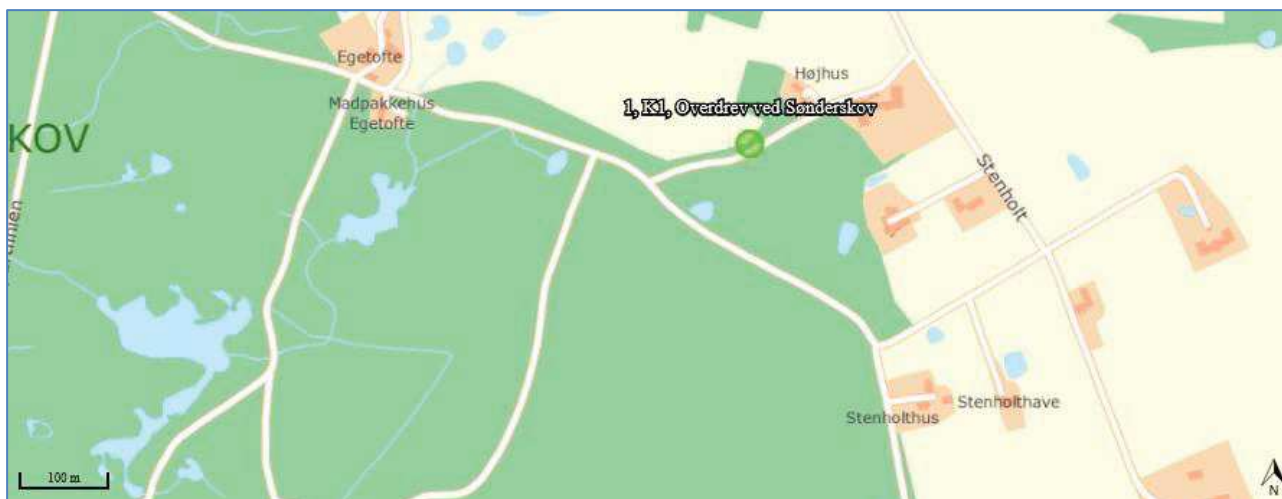 Egetofte
Højhus
Madpakkehus
Egetofte
1, K1, Overdrev ved Sønderskov
KOV
Stenholt
Stenholthus
Stenholthave
100 m
N